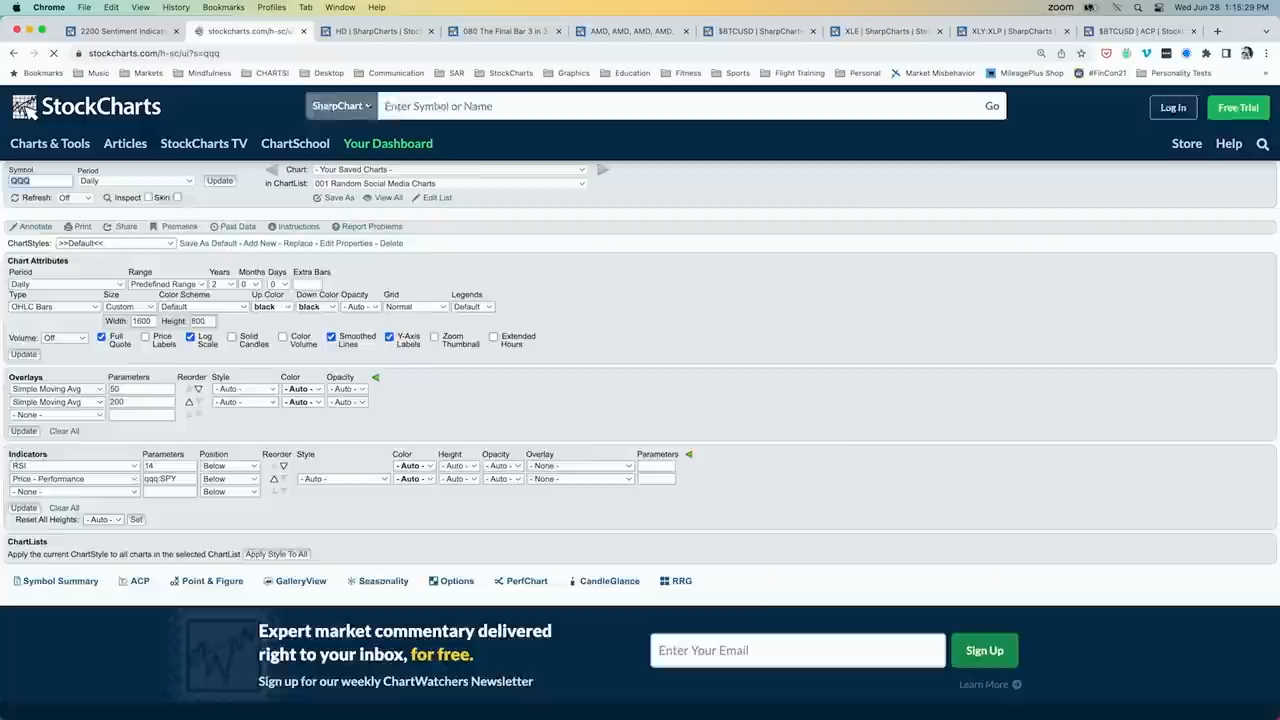 Chrome File Edit View History Bookmarks Profiles Tab Window Help zoom Wed Jun 28 1:15:29 PM
2200 Sentiment Indicat × stockcharts.com/h-sc/ui × HD | SharpCharts | Stoc × 080 The Final Bar 3 in 3 × AMD, AMD, AMD, AMD, × $BTCUSD | SharpCharts × XLE | SharpCharts | Stoc × XLY:XLP | SharpCharts | × $BTCUSD | ACP | Stock ×
stockcharts.com/h-sc/ui?s=qqq
Bookmarks Music Markets Mindfulness CHARTS! Desktop Communication SAR StockCharts Graphics Education Fitness Sports Flight Training Personal Market Misbehavior MileagePlus Shop #FinCon21 Personality Tests »
StockCharts SharpChart Enter Symbol or Name Go Log In Free Trial
Charts & Tools Articles StockCharts TV ChartSchool Your Dashboard Store Help
Symbol Period Chart: - Your Saved Charts -
QQQ Daily Update in ChartList: 001 Random Social Media Charts
Refresh: Off Inspect Save As View All Edit List
Annotate Print Share Permalink Past Data Instructions Report Problems
ChartStyles: >>Default<< Save As Default - Add New - Replace - Edit Properties - Delete
Chart Attributes
Period Range Years Months Days Extra Bars
Daily Predefined Range 2 0 0
Type Size Color Scheme Up Color Down Color Opacity Grid Legends
OHLC Bars Custom Default black black - Auto - Normal Default
Width: 1600 Height: 800
Volume: Off Full Quote Price Labels Log Scale Solid Candles Color Volume Smoothed Lines Y-Axis Labels Zoom Thumbnail Extended Hours
Update
Overlays Parameters Reorder Style Color Opacity
Simple Moving Avg 50 - Auto - - Auto - - Auto -
Simple Moving Avg 200 - Auto - - Auto - - Auto -
- None -
Update Clear All
Indicators Parameters Position Reorder Style Color Height Opacity Overlay Parameters
RSI 14 Below - Auto - - Auto - - Auto - - None -
Price - Performance qqq:SPY Below - Auto - - Auto - - Auto - - Auto - - None -
- None - Below
Update Clear All
Reset All Heights: - Auto - Set
ChartLists
Apply the current ChartStyle to all charts in the selected ChartList Apply Style To All
Symbol Summary ACP Point & Figure GalleryView Seasonality Options PerfChart CandleGlance RRG
Expert market commentary delivered
right to your inbox, for free.
Enter Your Email Sign Up
Sign up for our weekly ChartWatchers Newsletter
Learn More